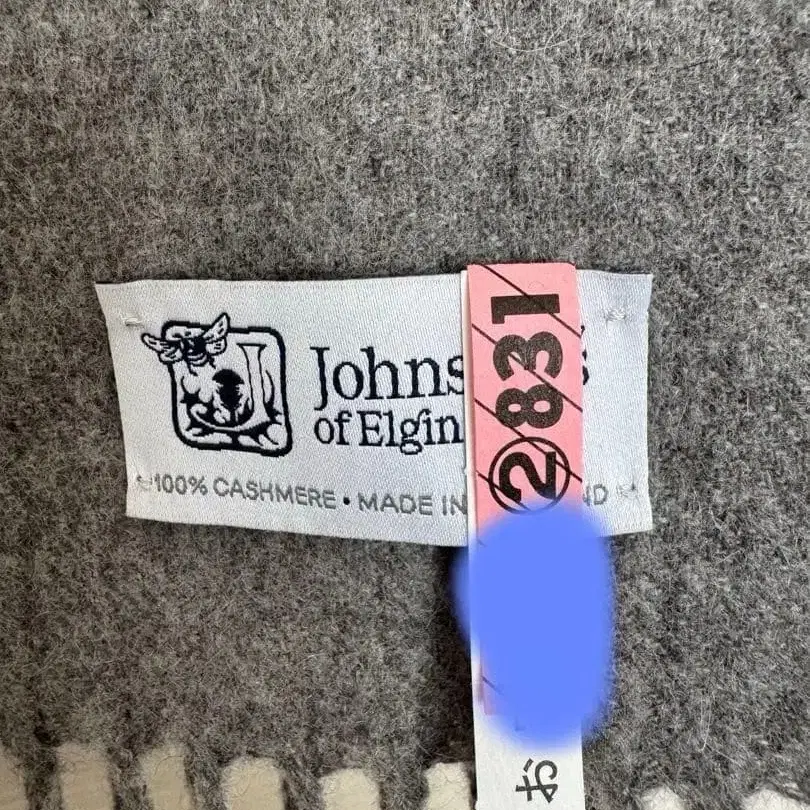 Johns
of Elgin
100% CASHMERE • MADE IN ND
②831
お